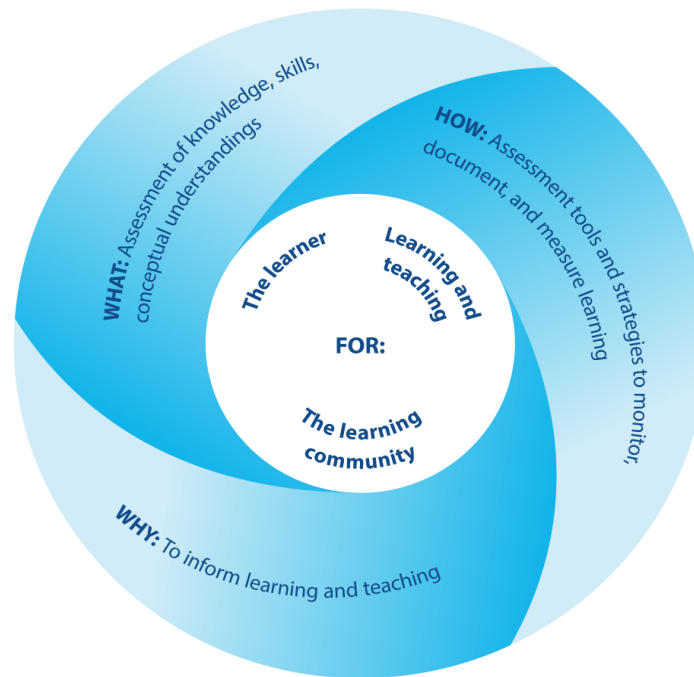 WHAT: Assessment of knowledge, skills,
conceptual understandings
HOW: Assessment tools and strategies to monitor,
document, and measure learning
The learner
Learning and
teaching
FOR:
The learning
community
WHY: To inform learning and teaching